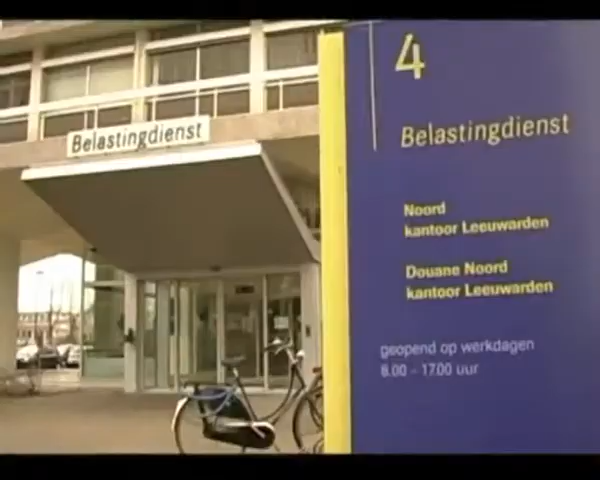 Belastingdienst
4
Belastingdienst
Noord
kantoor Leeuwarden
Douane Noord
kantoor Leeuwarden
geopend op werkdagen
8.00 - 17.00 uur